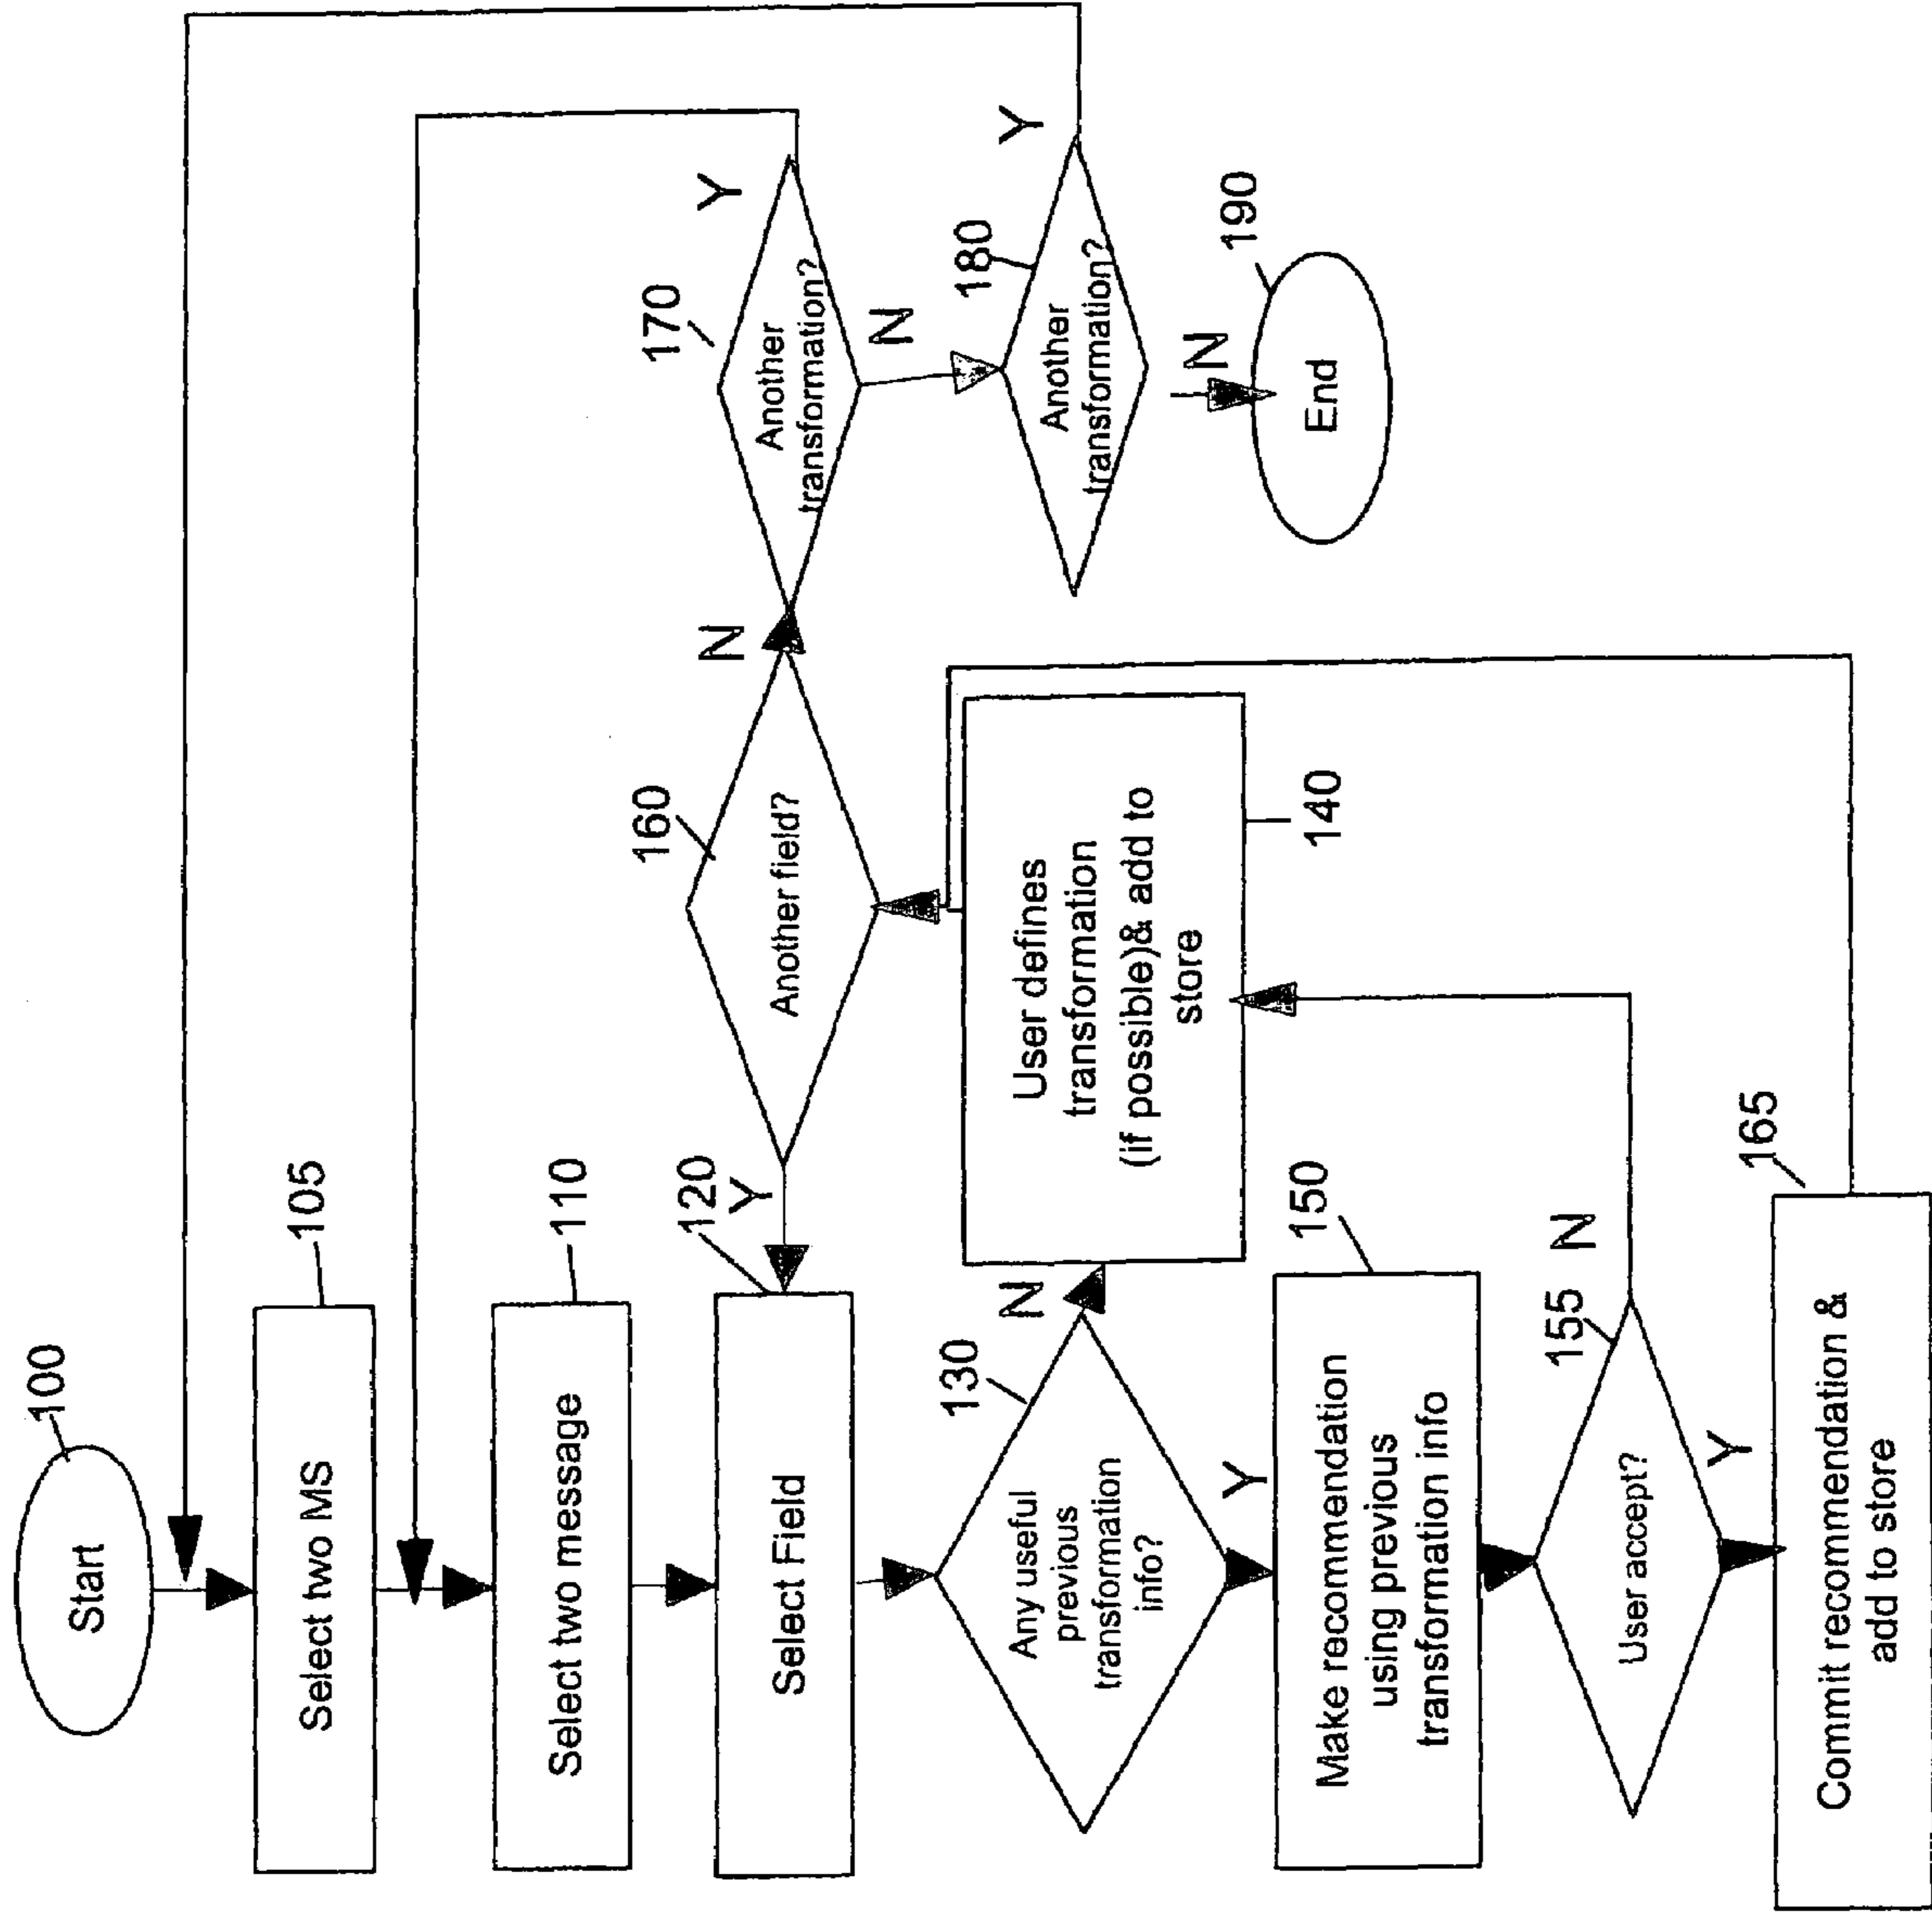 Start
100
Select two MS
105
Select two message
110
Select Field
120
Any useful
previous
transformation
info?
130
N
Y
User defines
transformation
(if possible)& add to
store
140
Make recommendation
using previous
transformation info
150
User accept?
155
N
Y
Commit recommendation &
add to store
165
Another field?
160
Y
N
Another
transformation?
170
Y
N
Another
transformation?
180
Y
N
End
190